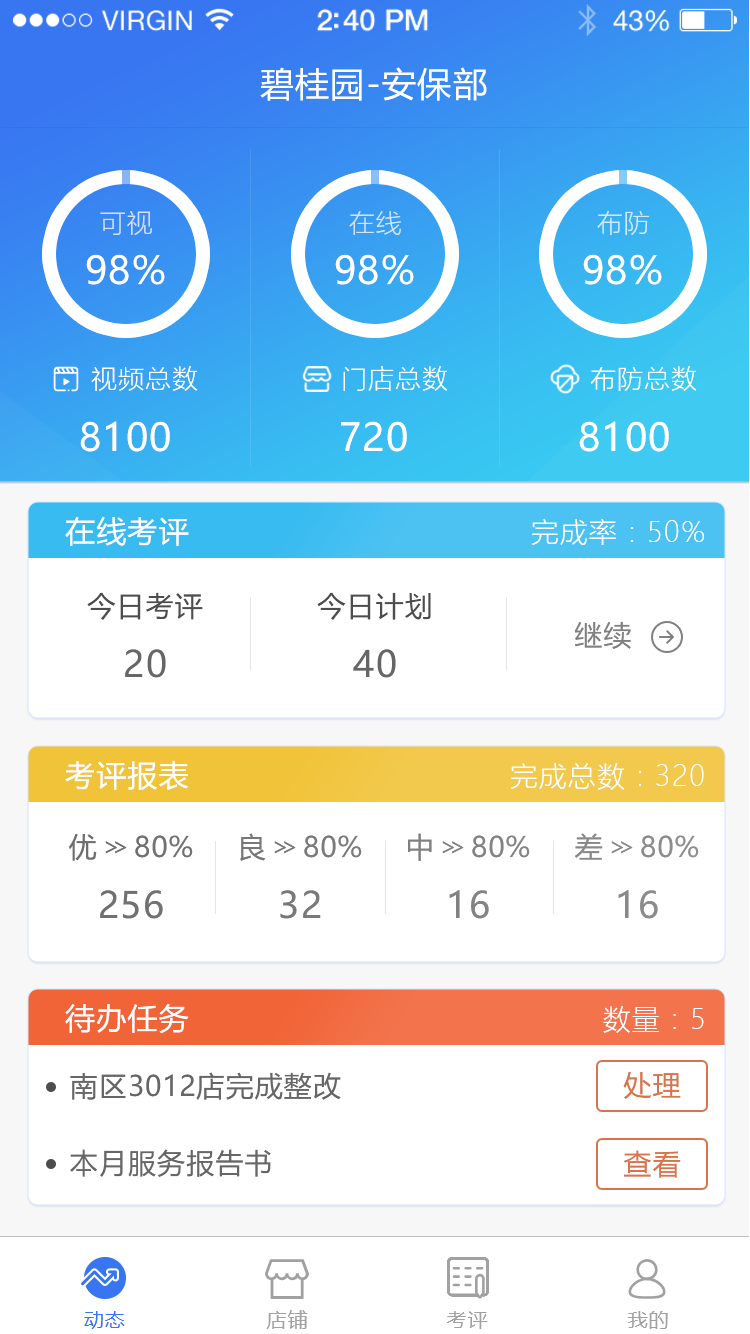 VIRGIN 2:40 PM 43%
碧桂园-安保部
可视 在线 布防
98% 98% 98%
视频总数 门店总数 布防总数
8100 720 8100
在线考评 完成率：50%
今日考评 今日计划
继续
20 40
考评报表 完成总数：320
优>>80% 良>>80% 中>>80% 差>>80%
256 32 16 16
待办任务 数量：5
南区3012店完成整改 处理
本月服务报告书 查看
动态 店铺 考评 我的